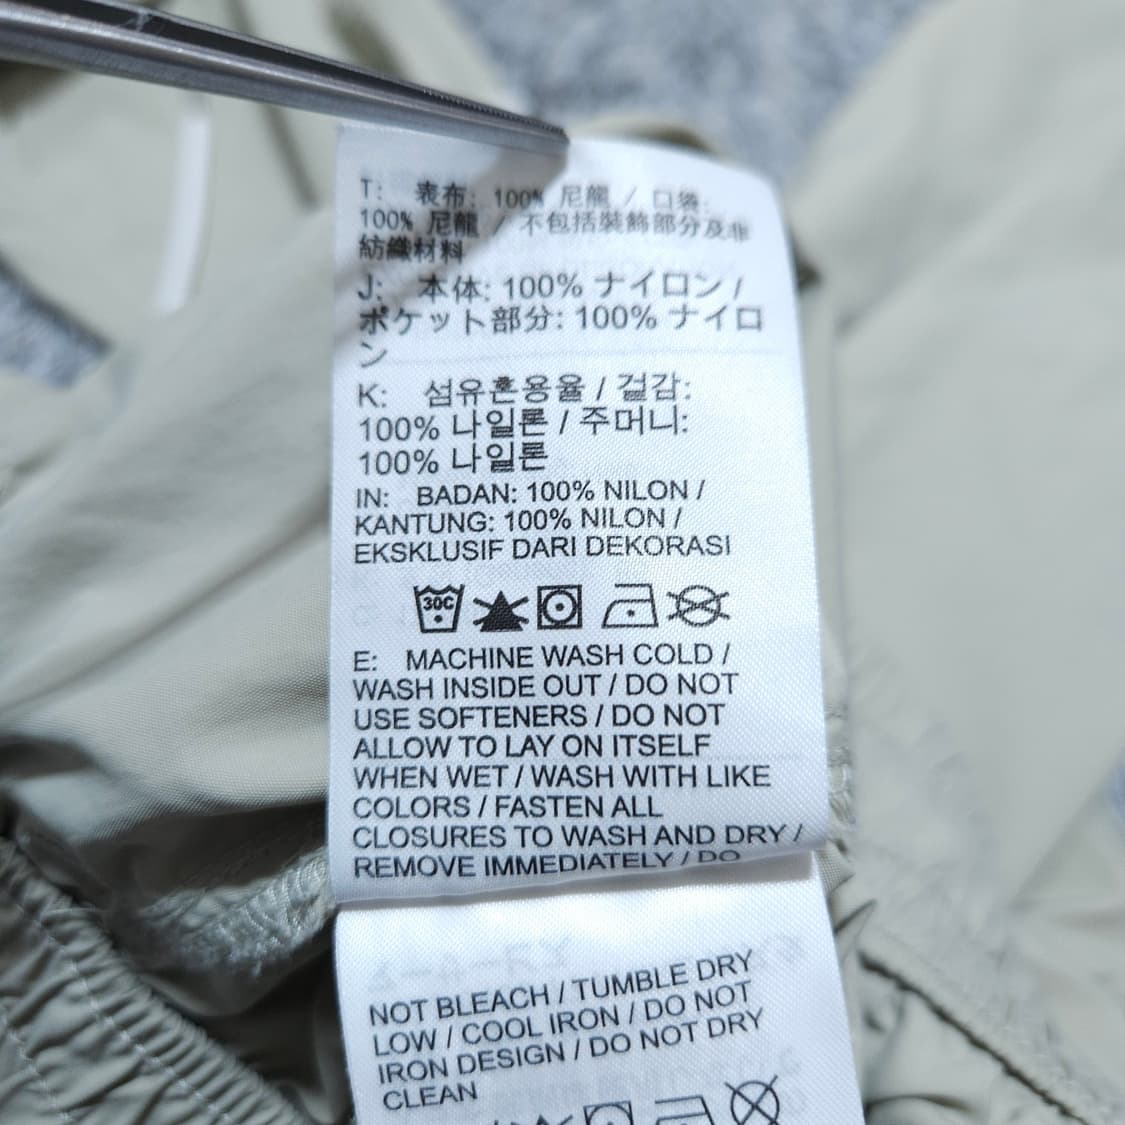 T: 表布: 100% 尼龍 / 口袋:
100% 尼龍 / 不包括裝飾部分及非
紡織材料
J: 本体: 100% ナイロン /
ポケット部分: 100% ナイロ
ン
K: 섬유혼용율 / 겉감:
100% 나일론 / 주머니:
100% 나일론
IN: BADAN: 100% NILON /
KANTUNG: 100% NILON /
EKSKLUSIF DARI DEKORASI
30C
E: MACHINE WASH COLD /
WASH INSIDE OUT / DO NOT
USE SOFTENERS / DO NOT
ALLOW TO LAY ON ITSELF
WHEN WET / WASH WITH LIKE
COLORS / FASTEN ALL
CLOSURES TO WASH AND DRY /
REMOVE IMMEDIATELY / DO
NOT BLEACH / TUMBLE DRY
LOW / COOL IRON / DO NOT
IRON DESIGN / DO NOT DRY
CLEAN